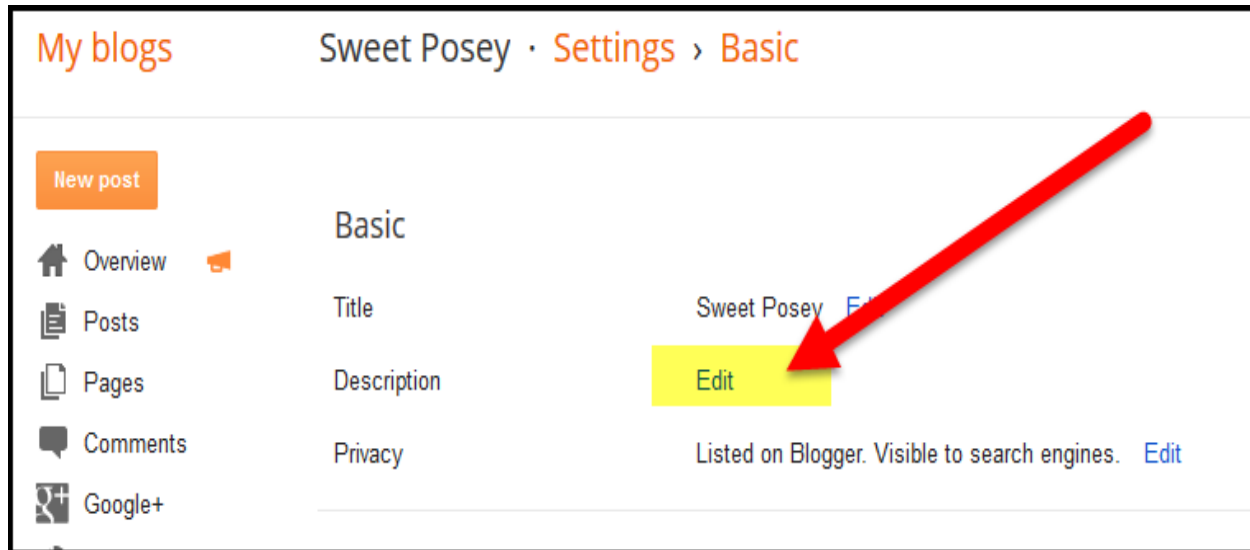 My blogs
Sweet Posey · Settings › Basic
New post
Overview
Posts
Pages
Comments
Google+
Basic
Title Sweet Posey
Description Edit
Privacy Listed on Blogger. Visible to search engines. Edit